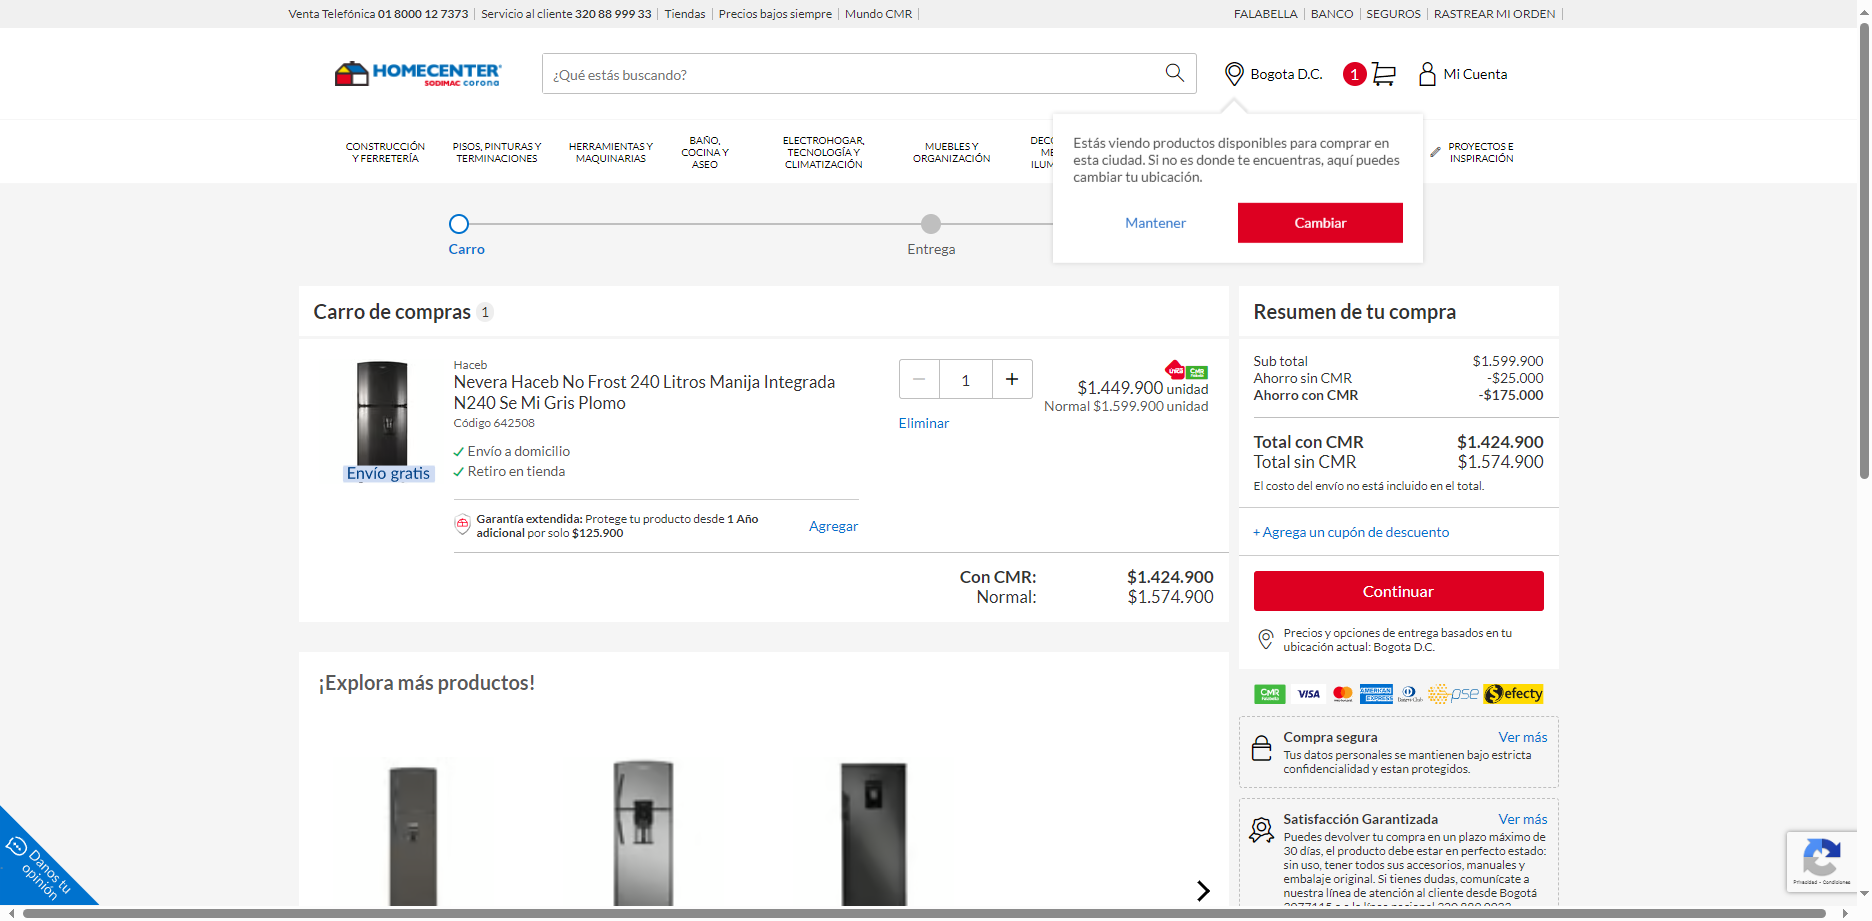 Venta Telefónica 01 8000 12 7373
Servicio al cliente 320 88 999 33
Tiendas
Precios bajos siempre
Mundo CMR
FALABELLA
BANCO
SEGUROS
RASTREAR MI ORDEN
HOMECENTER
SODIMAC corona
¿Qué estás buscando?
Bogota D.C.
1
Mi Cuenta
CONSTRUCCIÓN
Y FERRETERÍA
PISOS, PINTURAS Y
TERMINACIONES
HERRAMIENTAS Y
MAQUINARIAS
BAÑO,
COCINA Y
ASEO
ELECTROHOGAR,
TECNOLOGÍA Y
CLIMATIZACIÓN
MUEBLES Y
ORGANIZACIÓN
PROYECTOS E
INSPIRACIÓN
Estás viendo productos disponibles para comprar en
esta ciudad. Si no es donde te encuentras, aquí puedes
cambiar tu ubicación.
Mantener
Cambiar
Carro
Entrega
Carro de compras 1
Haceb
Nevera Haceb No Frost 240 Litros Manija Integrada
N240 Se Mi Gris Plomo
Código 642508
Envío gratis
Envío a domicilio
Retiro en tienda
1
Eliminar
CMR
$1.449.900 unidad
Normal $1.599.900 unidad
Garantía extendida: Protege tu producto desde 1 Año
adicional por solo $125.900
Agregar
Con CMR: $1.424.900
Normal: $1.574.900
Resumen de tu compra
Sub total $1.599.900
Ahorro sin CMR -$25.000
Ahorro con CMR -$175.000
Total con CMR $1.424.900
Total sin CMR $1.574.900
El costo del envío no está incluido en el total.
+ Agrega un cupón de descuento
Continuar
Precios y opciones de entrega basados en tu
ubicación actual: Bogota D.C.
CMR VISA AMERICAN EXPRESS Diners Club pse efecty
Compra segura Ver más
Tus datos personales se mantienen bajo estricta
confidencialidad y estan protegidos.
Satisfacción Garantizada Ver más
Puedes devolver tu compra en un plazo máximo de
30 días, el producto debe estar en perfecto estado:
sin uso, tener todos sus accesorios, manuales y
embalaje original. Si tienes dudas, comunícate a
nuestra línea de atención al cliente desde Bogotá
¡Explora más productos!
Danos tu
opinión
Privacidad - Condiciones